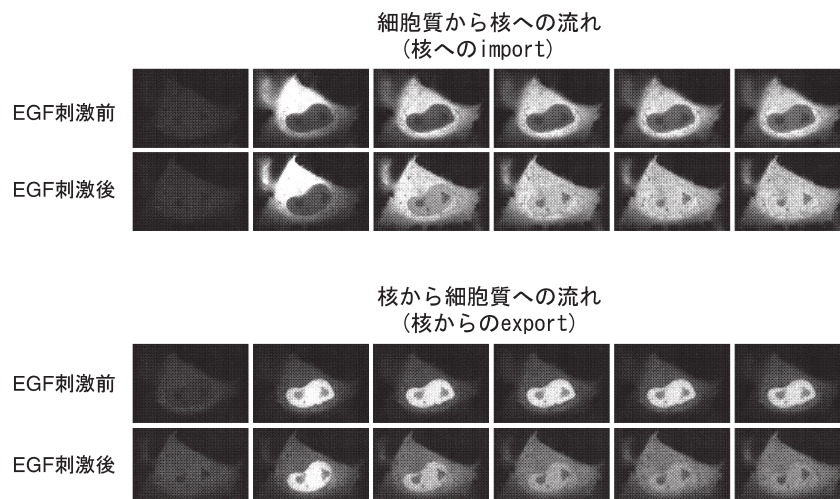 細胞質から核への流れ
(核へのimport)
EGF刺激前
EGF刺激後
核から細胞質への流れ
(核からのexport)
EGF刺激前
EGF刺激後